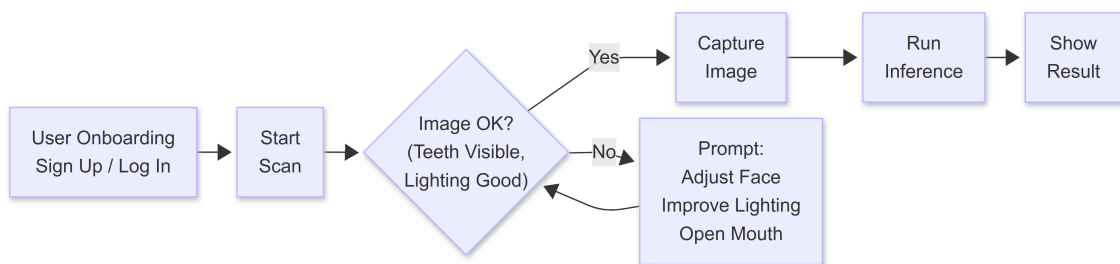 User Onboarding
Sign Up / Log In
Start
Scan
Image OK?
(Teeth Visible,
Lighting Good)
Yes
Capture
Image
Run
Inference
Show
Result
No
Prompt:
Adjust Face
Improve Lighting
Open Mouth